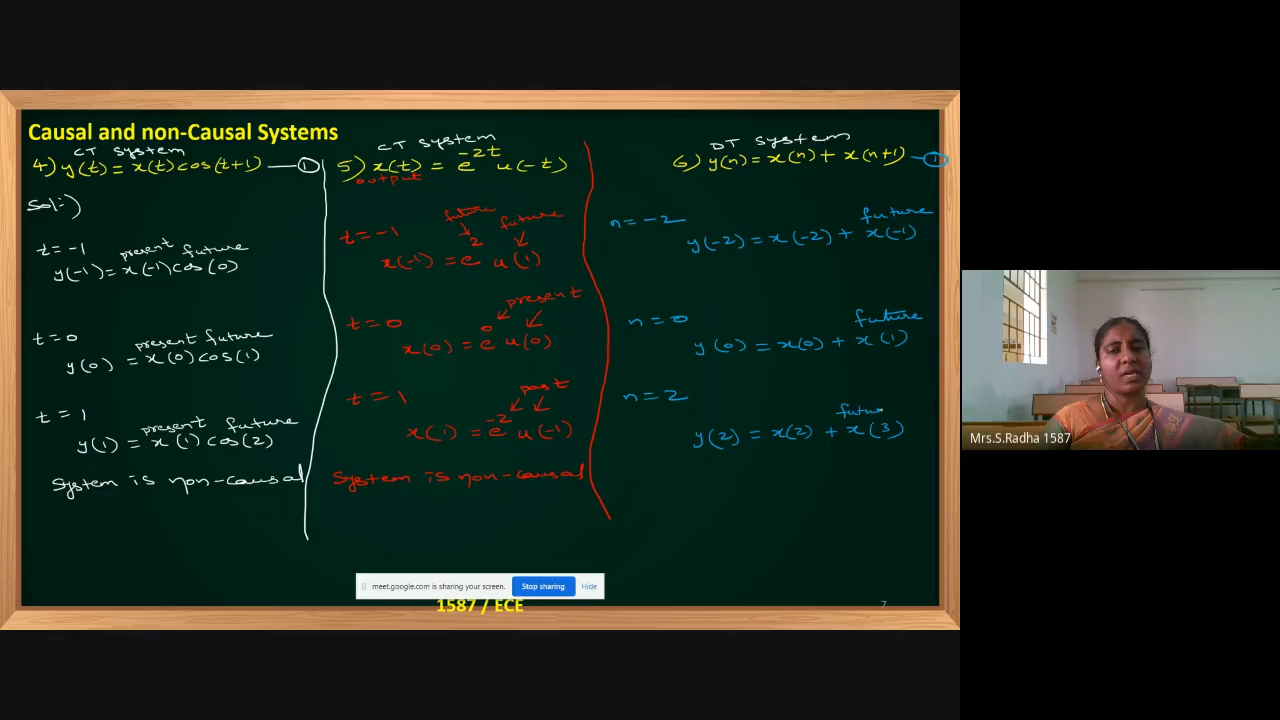 Causal and non-Causal Systems
CT system
4) y(t) = x(t) cos(t+1) — ①
Sol:-)
t = -1
present future
y(-1) = x(-1) cos(0)
t = 0
present future
y(0) = x(0) cos(1)
t = 1
present future
y(1) = x(1) cos(2)
System is non-causal
CT system
5) x(t) = e^-2t u(-t)
output
future future
t = -1
x(-1) = e^2 u(1)
present
t = 0
x(0) = e^0 u(0)
past
t = 1
x(1) = e^-2 u(-1)
System is non-causal
DT system
6) y(n) = x(n) + x(n+1) — ①
n = -2
future
y(-2) = x(-2) + x(-1)
n = 0
future
y(0) = x(0) + x(1)
n = 2
futu
y(2) = x(2) + x(3)
meet.google.com is sharing your screen. Stop sharing Hide
1587 / ECE
7
Mrs.S.Radha 1587